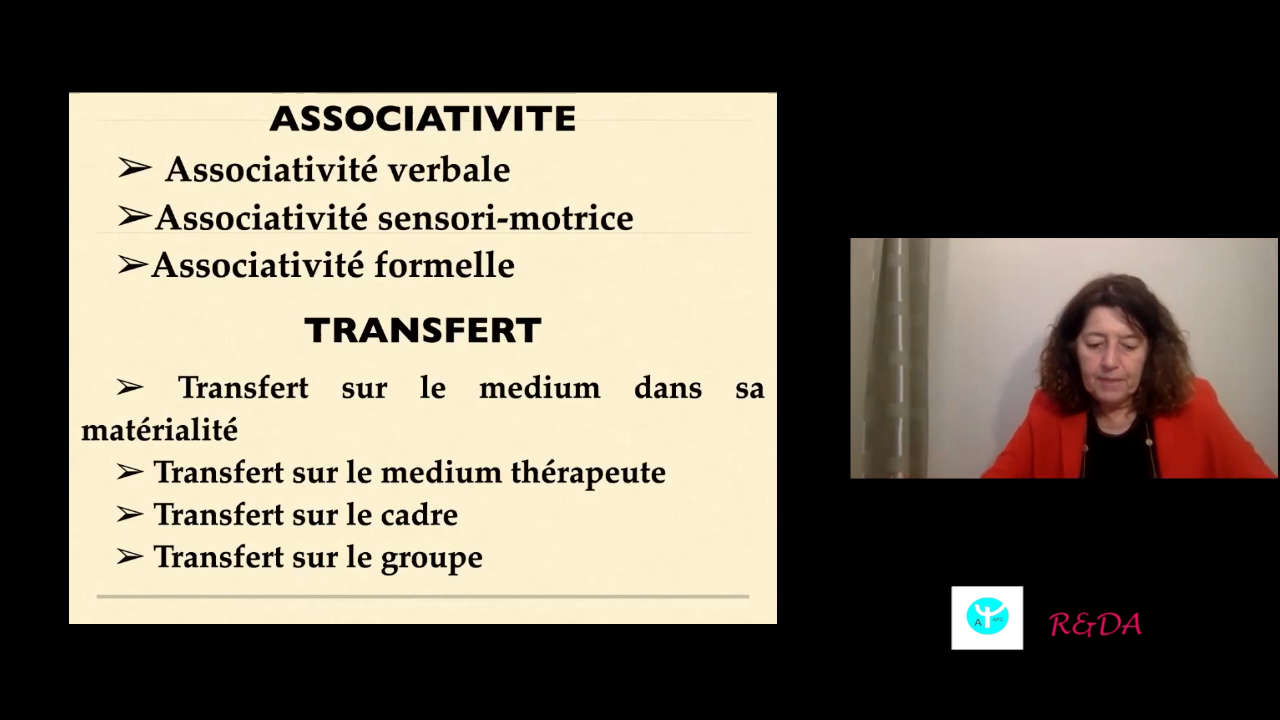 ASSOCIATIVITE
➢ Associativité verbale
➢Associativité sensori-motrice
➢Associativité formelle
TRANSFERT
➢ Transfert sur le medium dans sa
matérialité
➢ Transfert sur le medium thérapeute
➢ Transfert sur le cadre
➢ Transfert sur le groupe
R&DA